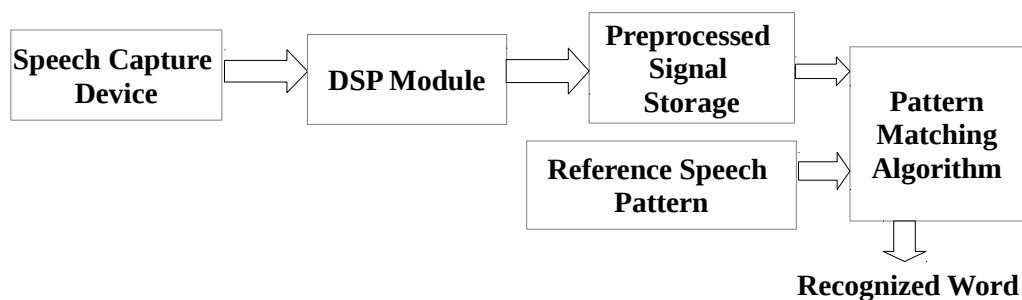 Speech Capture
Device
DSP Module
Preprocessed
Signal
Storage
Reference Speech
Pattern
Pattern
Matching
Algorithm
Recognized Word